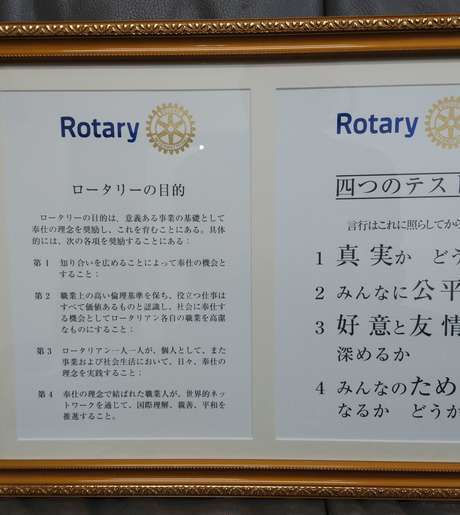 Rotary
ロータリーの目的
ロータリーの目的は、意義ある事業の基礎として
奉仕の理念を奨励し、これを育むことにある。具体
的には、次の各項を奨励することにある：
第1 知り合いを広めることによって奉仕の機会と
すること；
第2 職業上の高い倫理基準を保ち、役立つ仕事は
すべて価値あるものと認識し、社会に奉仕す
る機会としてロータリアン各自の職業を高潔
なものにすること；
第3 ロータリアン一人一人が、個人として、また
事業および社会生活において、日々、奉仕の
理念を実践すること；
第4 奉仕の理念で結ばれた職業人が、世界的ネッ
トワークを通じて、国際理解、親善、平和を
推進すること。
Rotary
四つのテスト
言行はこれに照らしてから
1 真実か どう
2 みんなに公平
3 好意と友情
深めるか
4 みんなのため
なるか どうか